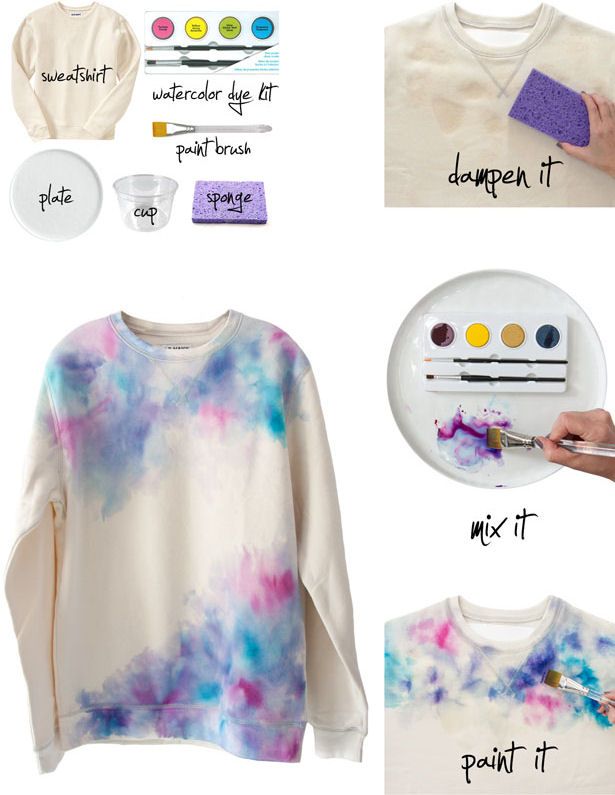 sweatshirt
watercolor dye kit
paint brush
plate
cup
sponge
dampen it
mix it
paint it